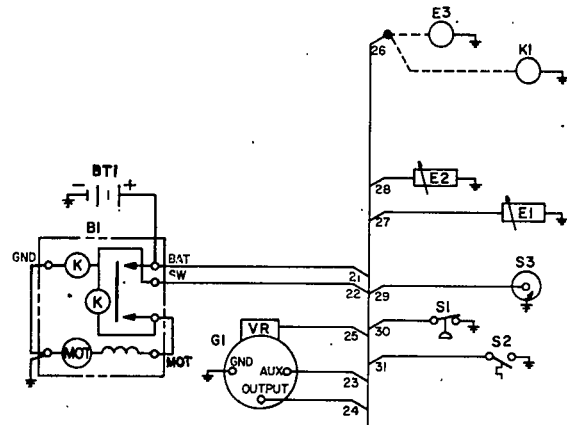 E3
26
K1
28
E2
27
E1
− BT1 +
B1
GND
K
BAT
SW
K
MOT
MOT
21
22
29
S3
VR
25
30
S1
G1
GND
AUX
OUTPUT
23
31
S2
24